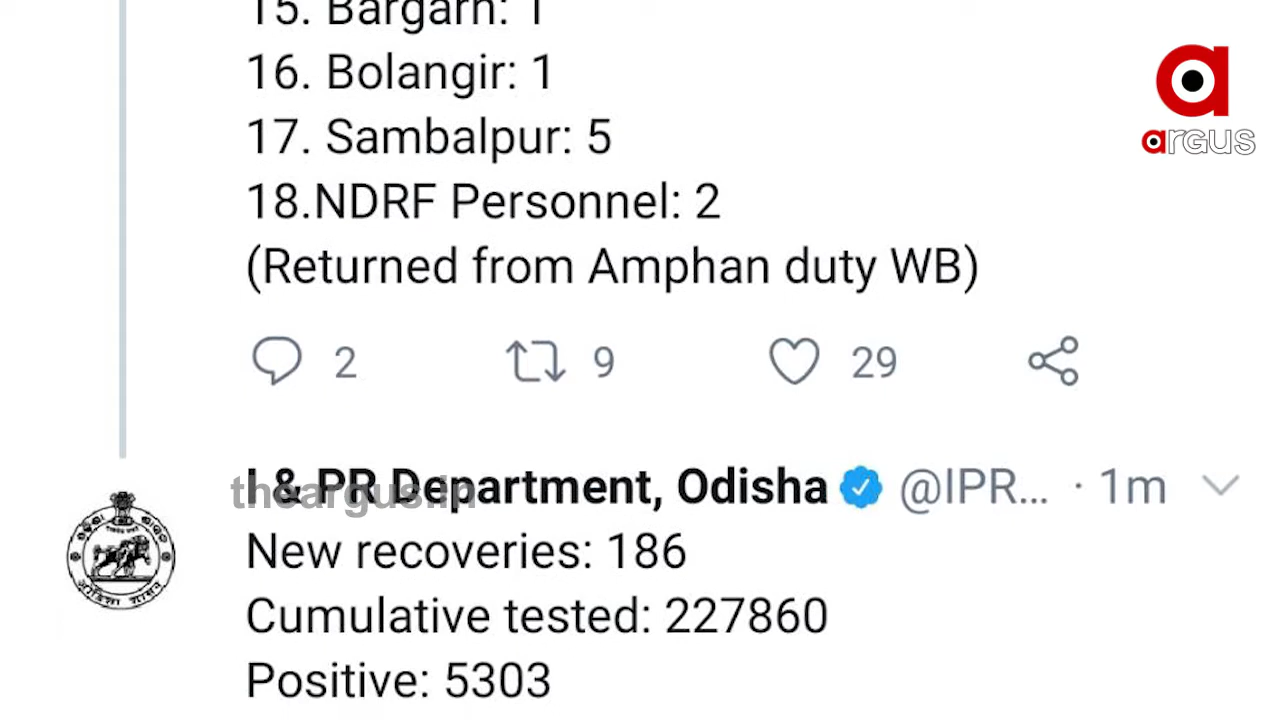 15. Bargarh: 1
16. Bolangir: 1
17. Sambalpur: 5
18.NDRF Personnel: 2
(Returned from Amphan duty WB)
2 9 29
I & PR Department, Odisha @IPR... · 1m
New recoveries: 186
Cumulative tested: 227860
Positive: 5303
argus
theargus.in